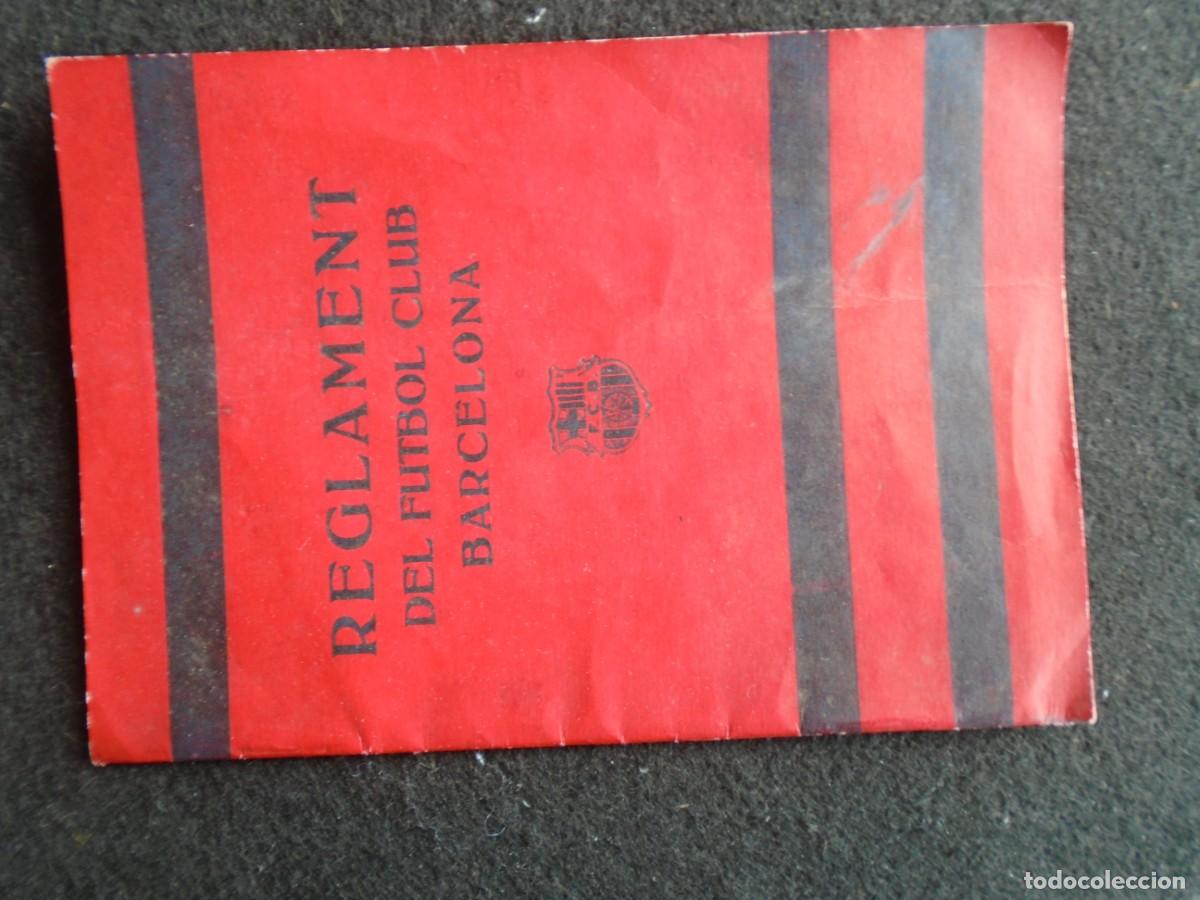 REGLAMENT
DEL FUTBOL CLUB
BARCELONA
F C B
todocoleccion